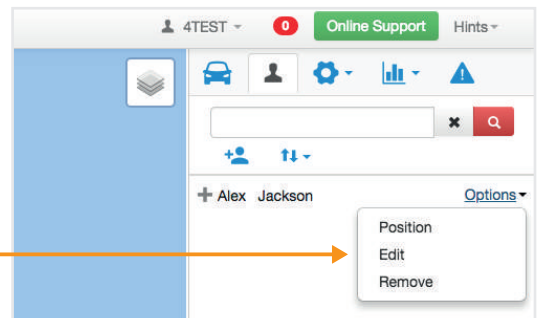 4TEST 0 Online Support Hints
Alex Jackson Options
Position
Edit
Remove